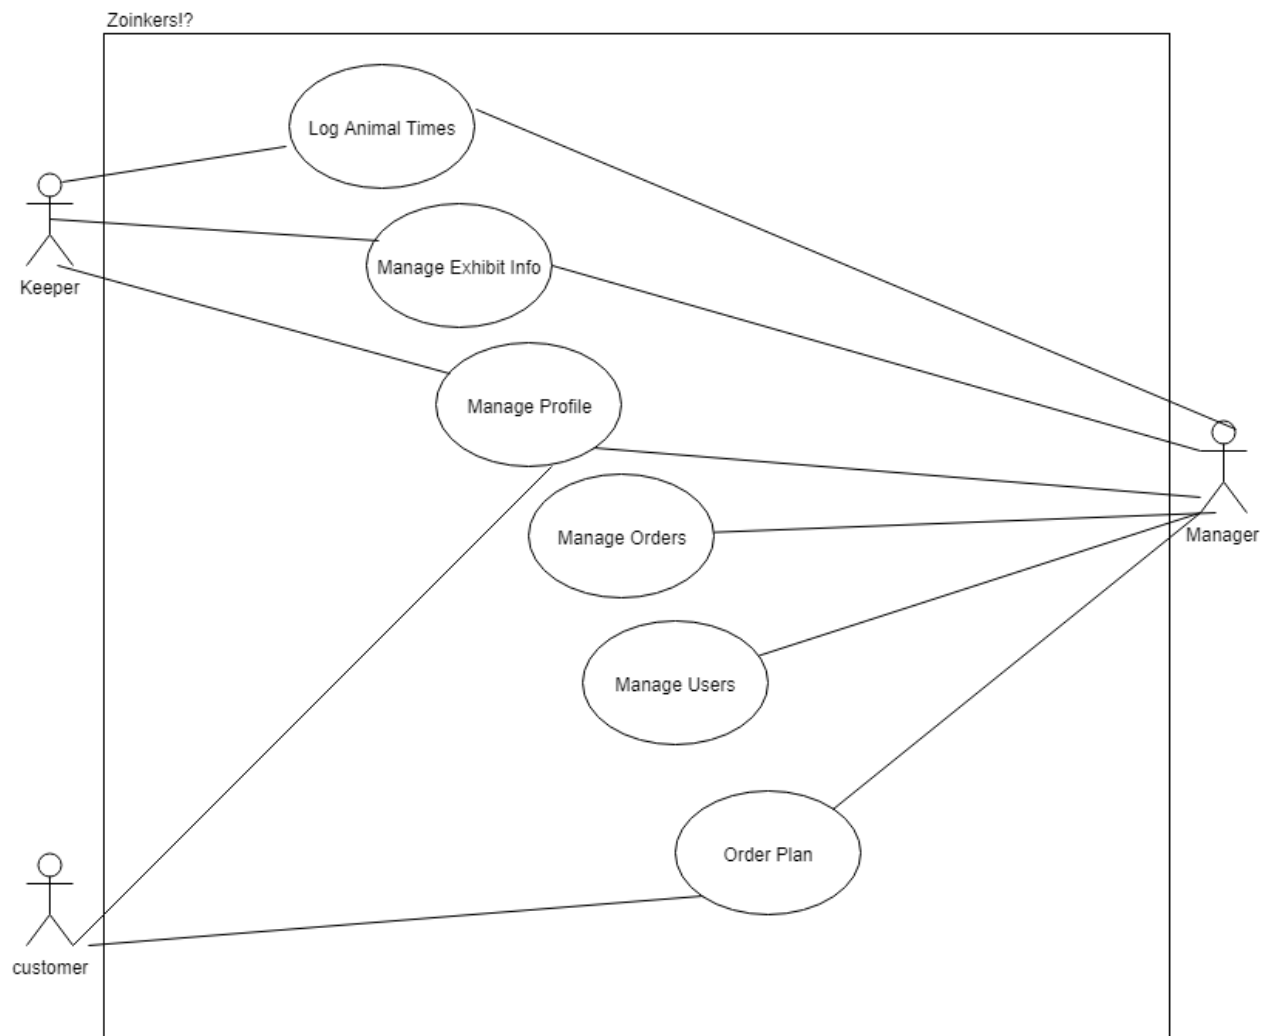 Zoinkers!?
Log Animal Times
Manage Exhibit Info
Keeper
Manage Profile
Manage Orders
Manager
Manage Users
Order Plan
customer